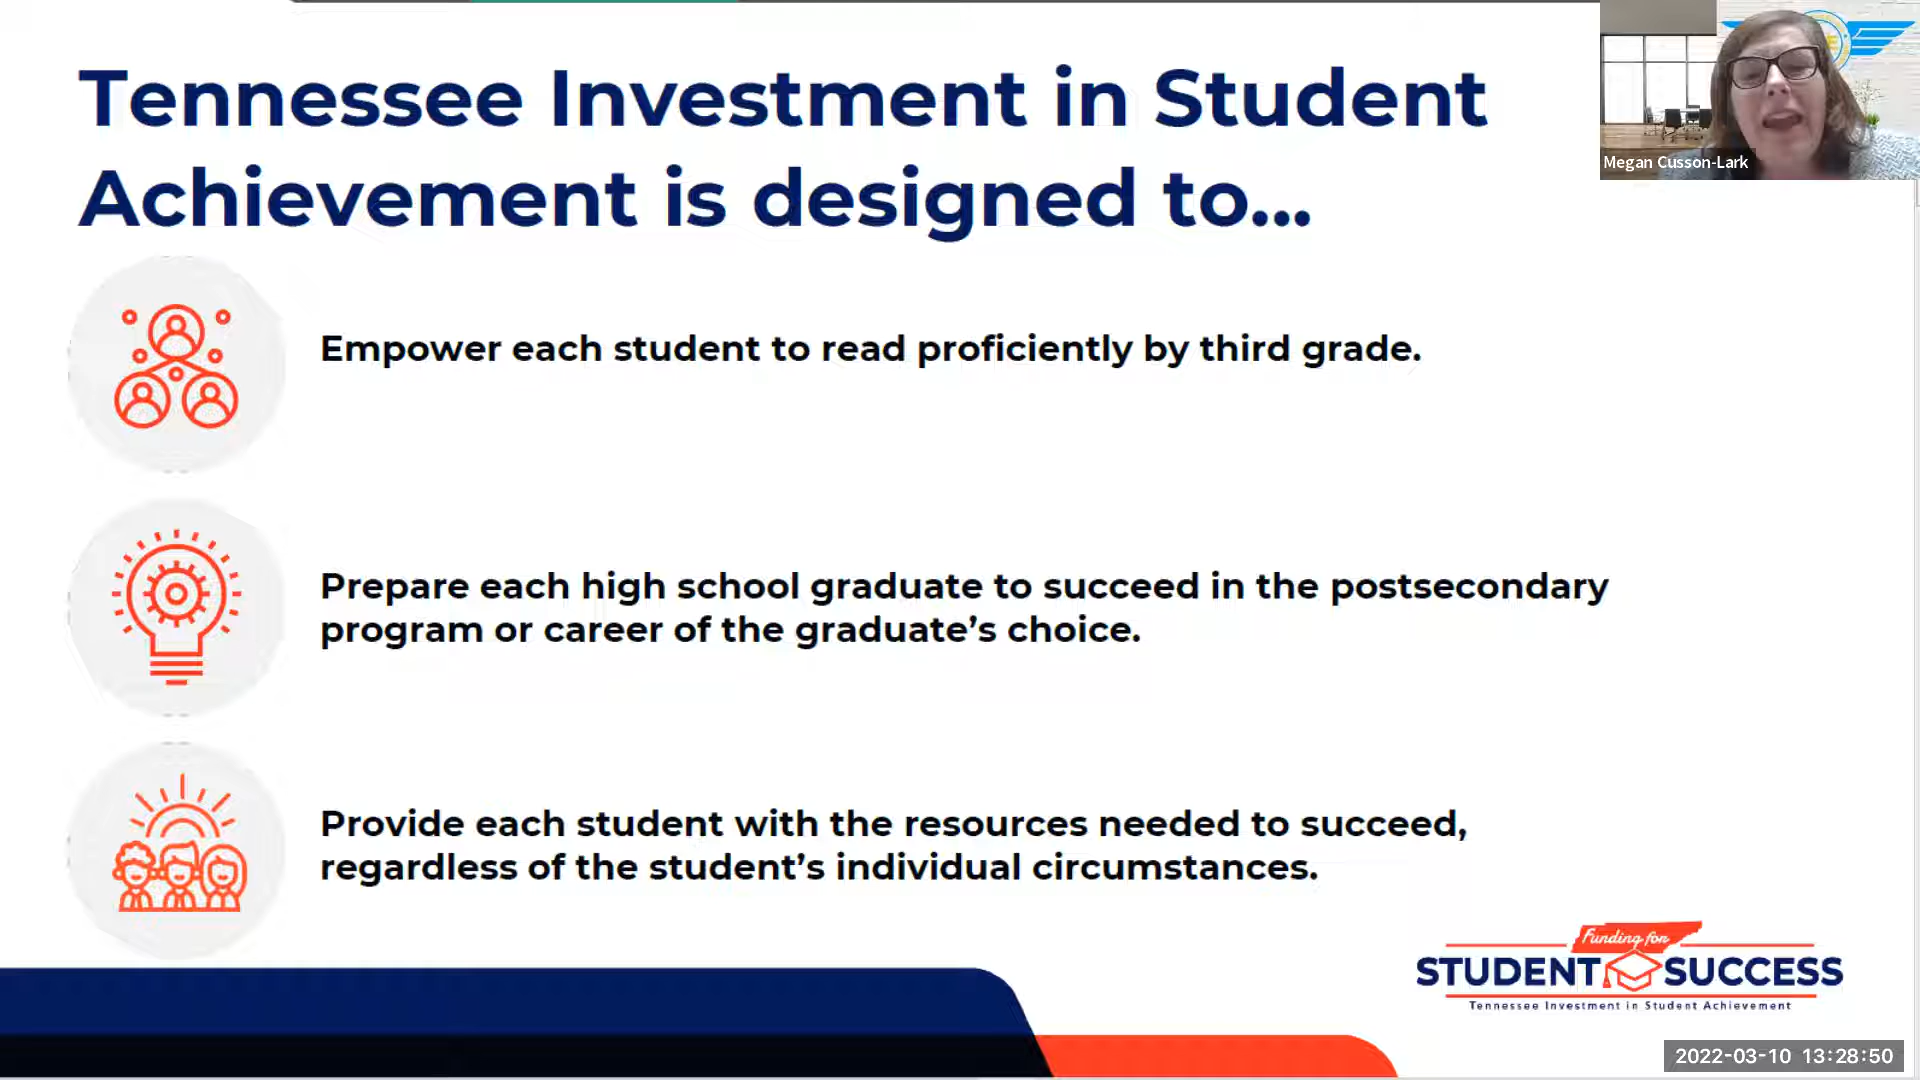 Tennessee Investment in Student
Achievement is designed to...
Megan Cusson-Lark
Empower each student to read proficiently by third grade.
Prepare each high school graduate to succeed in the postsecondary
program or career of the graduate’s choice.
Provide each student with the resources needed to succeed,
regardless of the student’s individual circumstances.
Funding for
STUDENT SUCCESS
Tennessee Investment in Student Achievement
2022-03-10 13:28:50